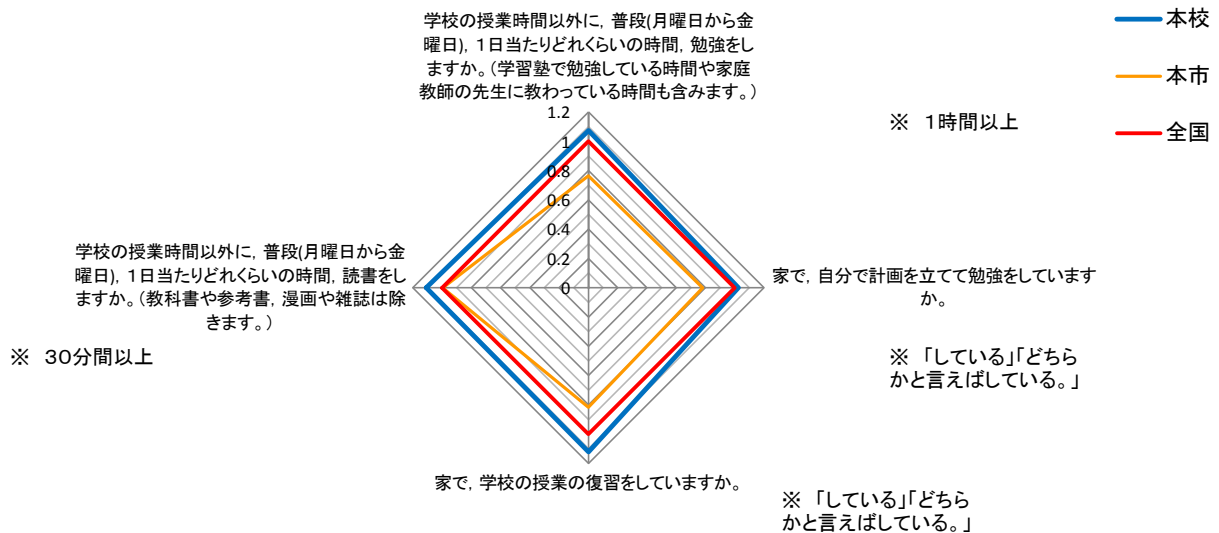 学校の授業時間以外に, 普段(月曜日から金
曜日), 1日当たりどれくらいの時間, 勉強をし
ますか。(学習塾で勉強している時間や家庭
教師の先生に教わっている時間も含みます。)
本校
本市
全国
※ 1時間以上
1.2
1
0.8
0.6
0.4
0.2
0
学校の授業時間以外に, 普段(月曜日から金
曜日), 1日当たりどれくらいの時間, 読書をし
ますか。(教科書や参考書, 漫画や雑誌は除
きます。)
※ 30分間以上
家で, 自分で計画を立てて勉強をしています
か。
※ 「している」「どちら
かと言えばしている。」
家で, 学校の授業の復習をしていますか。
※ 「している」「どちら
かと言えばしている。」